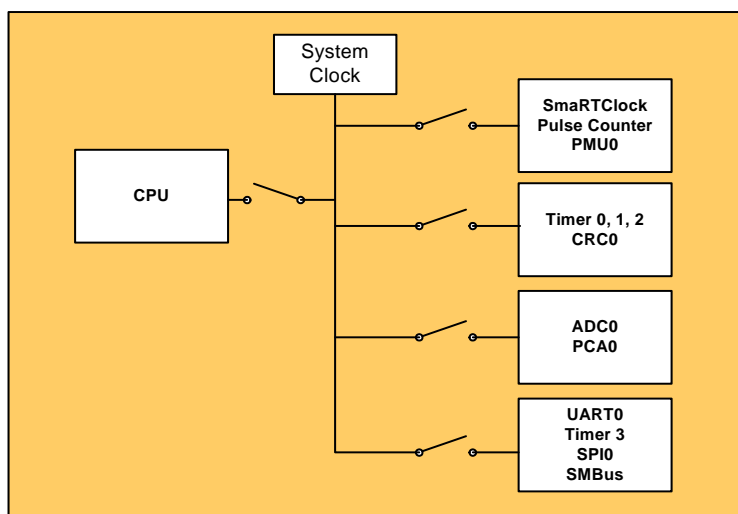 System
Clock
SmaRTClock
Pulse Counter
PMU0
CPU
Timer 0, 1, 2
CRC0
ADC0
PCA0
UART0
Timer 3
SPI0
SMBus